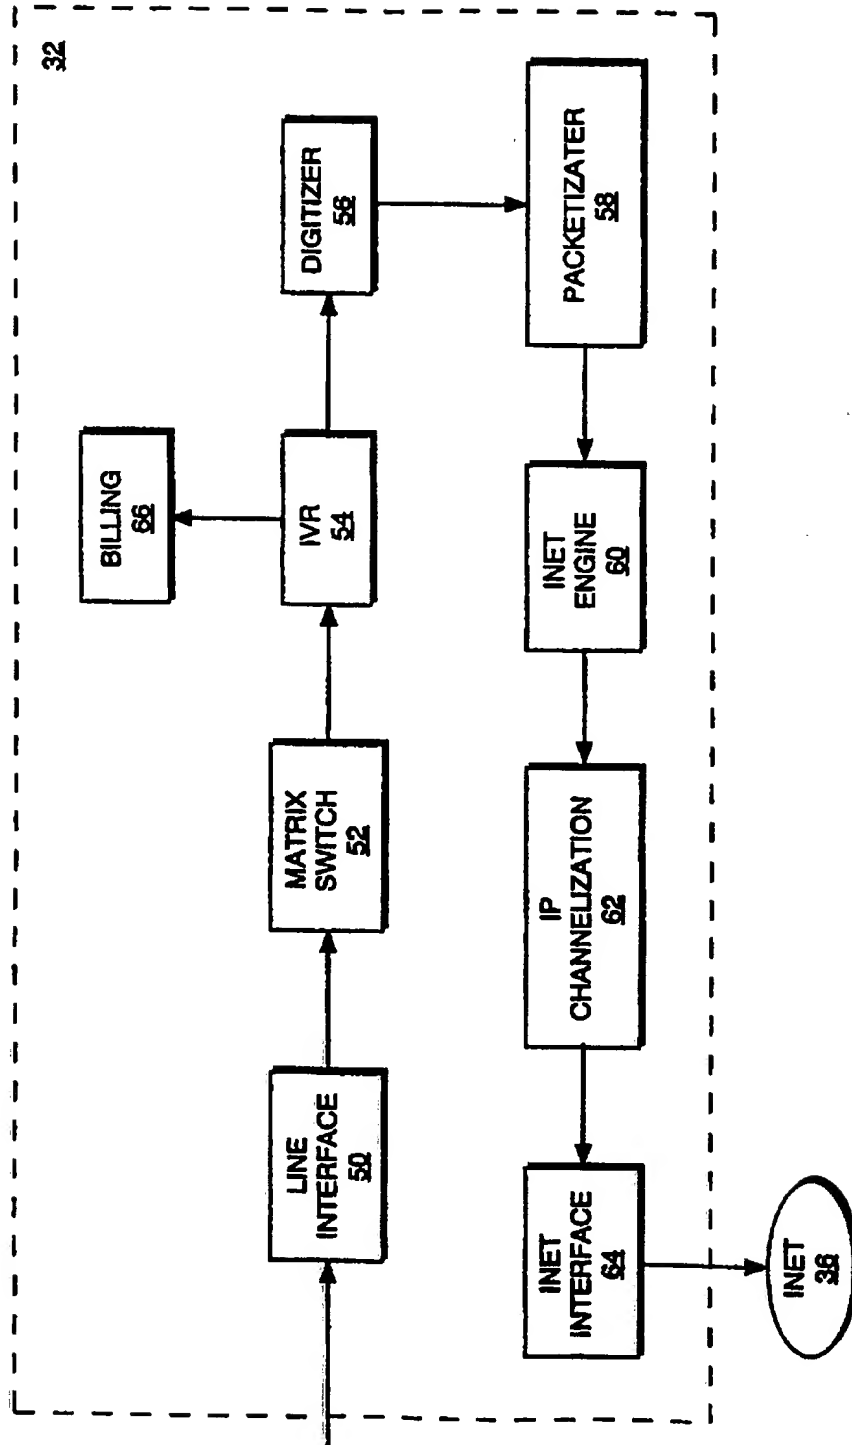 32
BILLING
66
LINE
INTERFACE
50
MATRIX
SWITCH
52
IVR
54
DIGITIZER
56
INET
INTERFACE
64
IP
CHANNELIZATION
62
INET
ENGINE
60
PACKETIZATER
58
INET
36